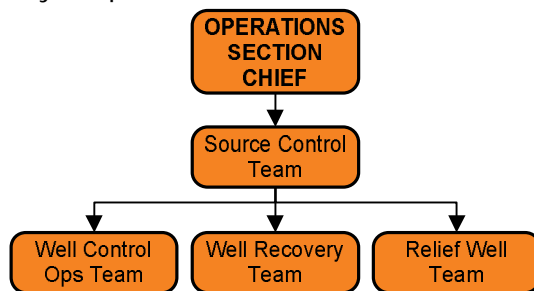 OPERATIONS
SECTION
CHIEF
Source Control
Team
Well Control
Ops Team
Well Recovery
Team
Relief Well
Team